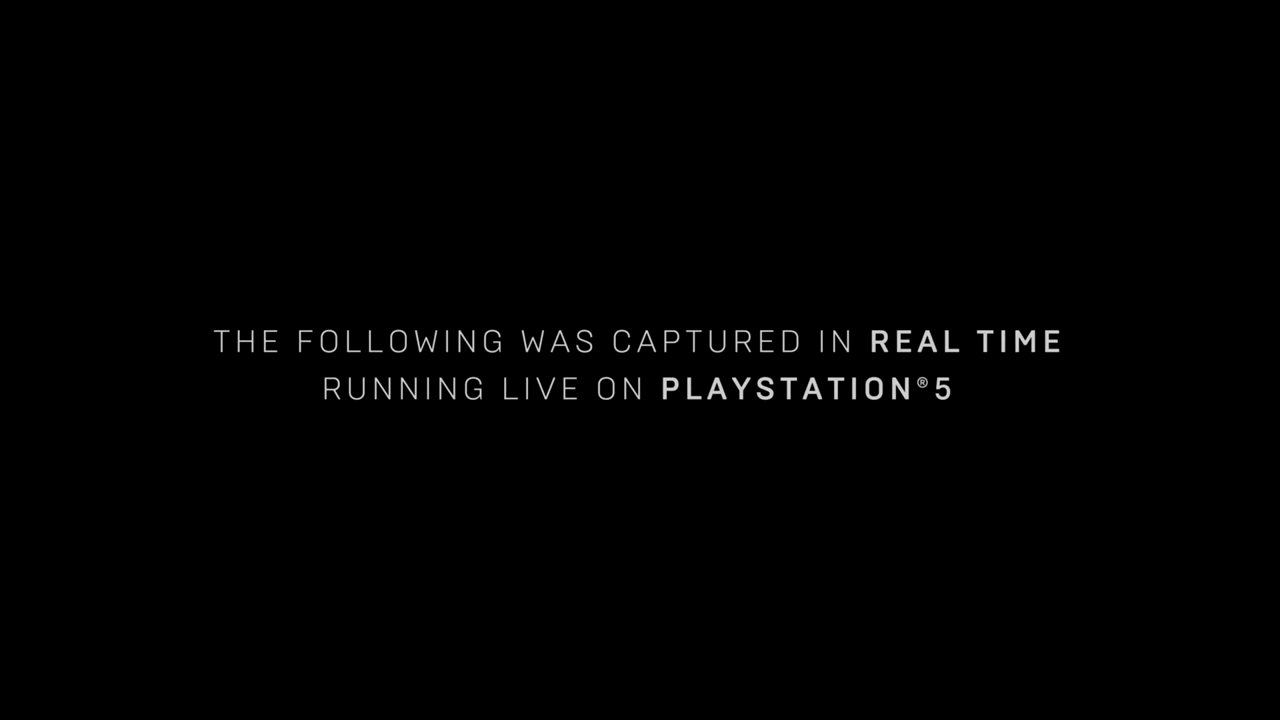 THE FOLLOWING WAS CAPTURED IN REAL TIME
RUNNING LIVE ON PLAYSTATION®5